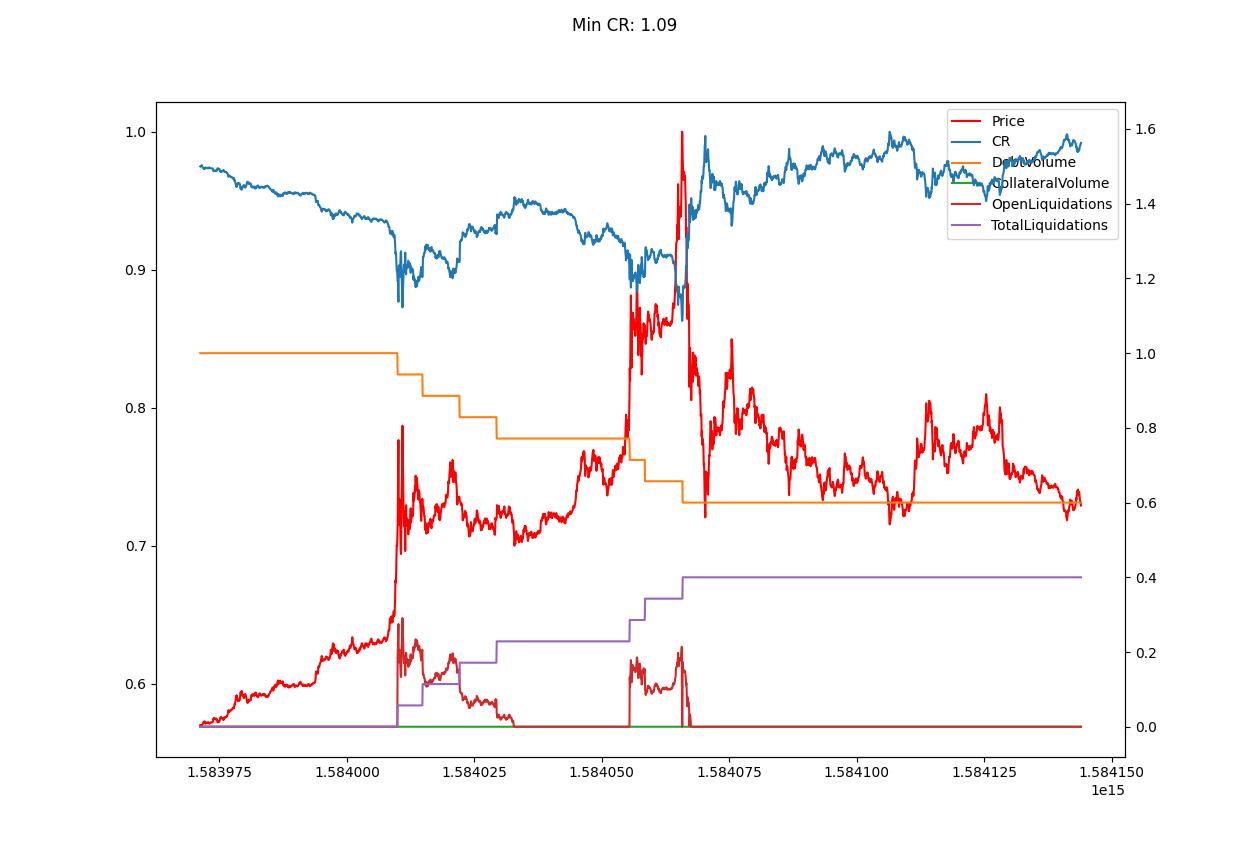 Min CR: 1.09
Price
CR
DebtVolume
CollateralVolume
OpenLiquidations
TotalLiquidations
1.0
0.9
0.8
0.7
0.6
1.6
1.4
1.2
1.0
0.8
0.6
0.4
0.2
0.0
1.583975 1.584000 1.584025 1.584050 1.584075 1.584100 1.584125 1.584150
1e15